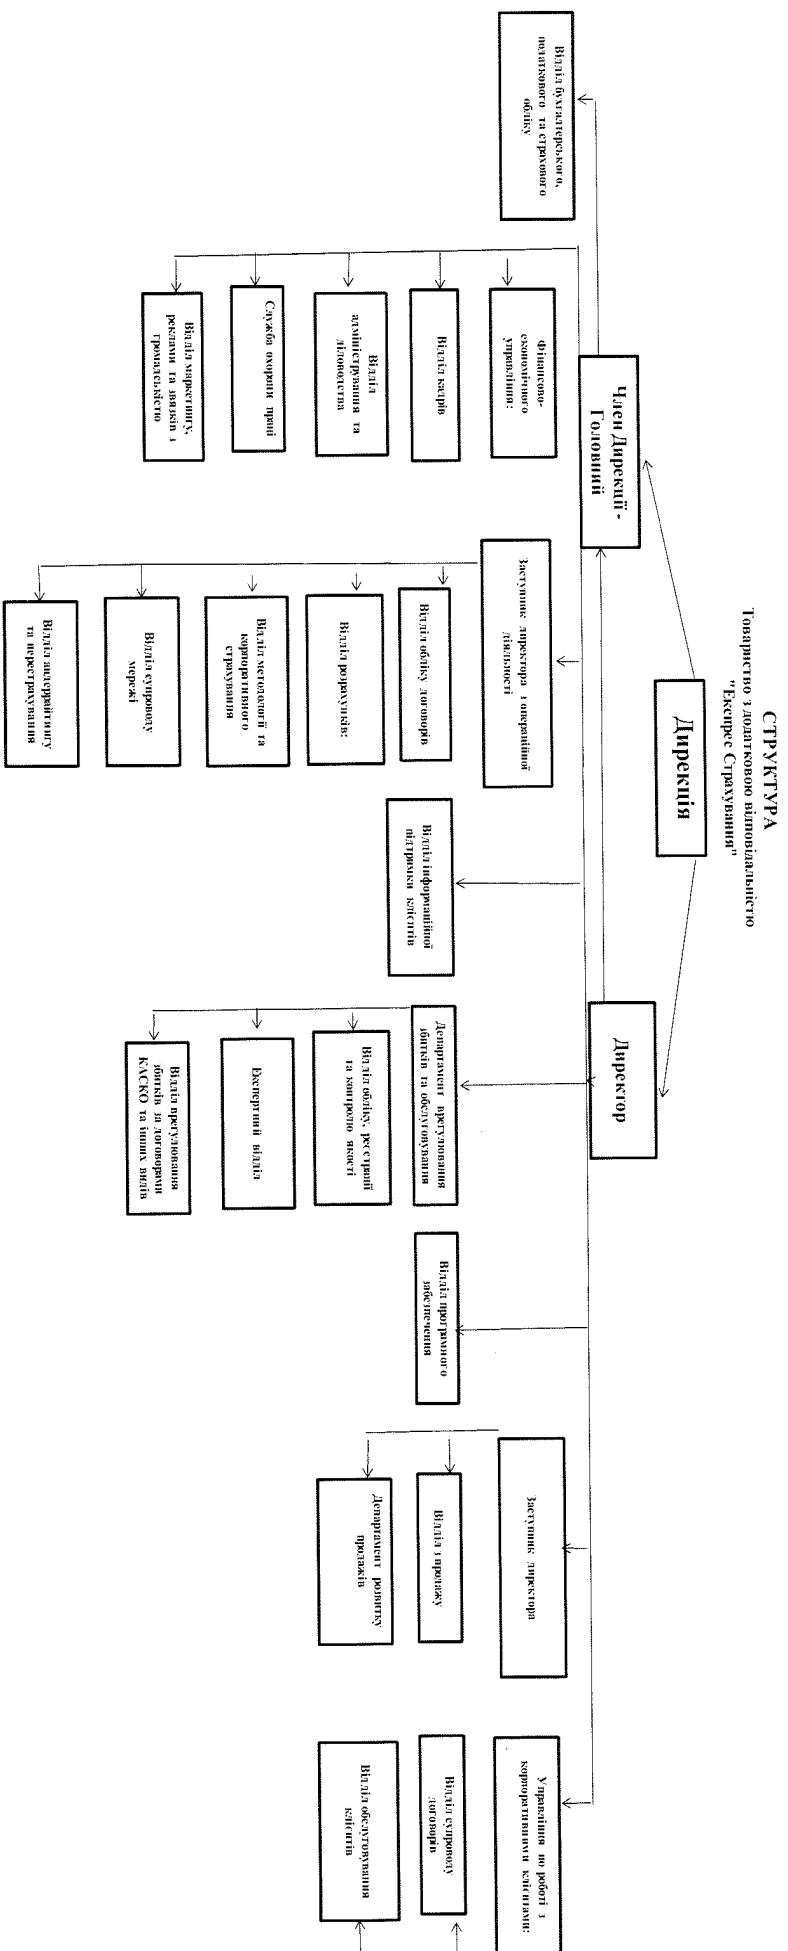 СТРУКТУРА
Товариство з додатковою відповідальністю
"Експрес Страхування"
Дирекція
Член Дирекції -
Головний
Директор
Відділ бухгалтерського,
податкового та страхового
обліку
Фінансово-
економічного
управління:
Відділ кадрів
Відділ
адміністрування та
діловодства
Служба охорони праці
Відділ маркетингу,
реклами та звязків з
громадськістю
Заступник директора з операційної
діяльності
Відділ обліку договорів
Відділ розрахунків:
Відділ методології та
корпоративного
страхування
Відділ супроводу
мережі
Відділ андеррайтингу
та перестрахування
Відділ інформаційної
підтримки клієнтів
Департамент врегулювання
збитків та обслуговування
Відділ обліку, реєстрації
та контролю якості
Експертний відділ
Відділ врегулювання
збитків за договорами
КАСКО та інших видів
Відділ програмного
забезпечення
Заступник директора
Відділ з продажу
Департамент розвитку
продажів
Управління по роботі з
корпоративними клієнтами:
Відділ супроводу
договорів
Відділ обслуговування
клієнтів